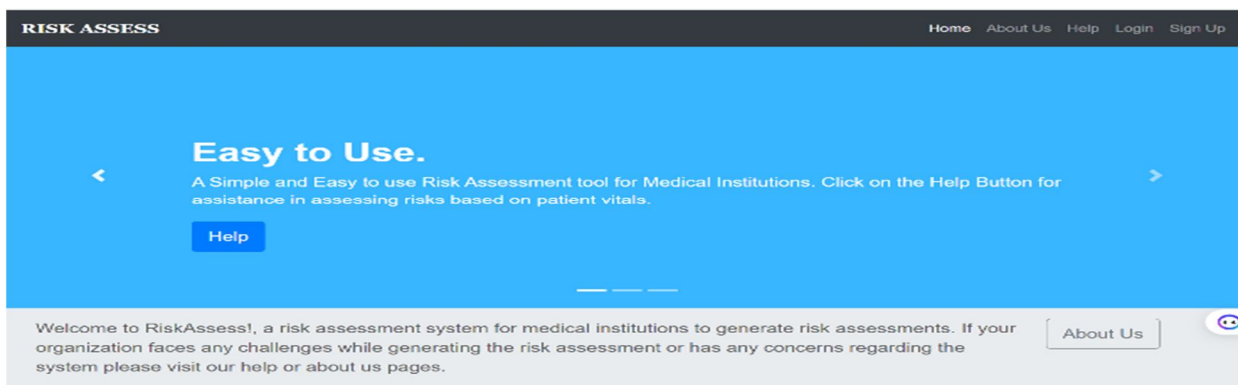 RISK ASSESS
Home About Us Help Login Sign Up
Easy to Use.
A Simple and Easy to use Risk Assessment tool for Medical Institutions. Click on the Help Button for
assistance in assessing risks based on patient vitals.
Help
Welcome to RiskAssess!, a risk assessment system for medical institutions to generate risk assessments. If your
organization faces any challenges while generating the risk assessment or has any concerns regarding the
system please visit our help or about us pages.
About Us